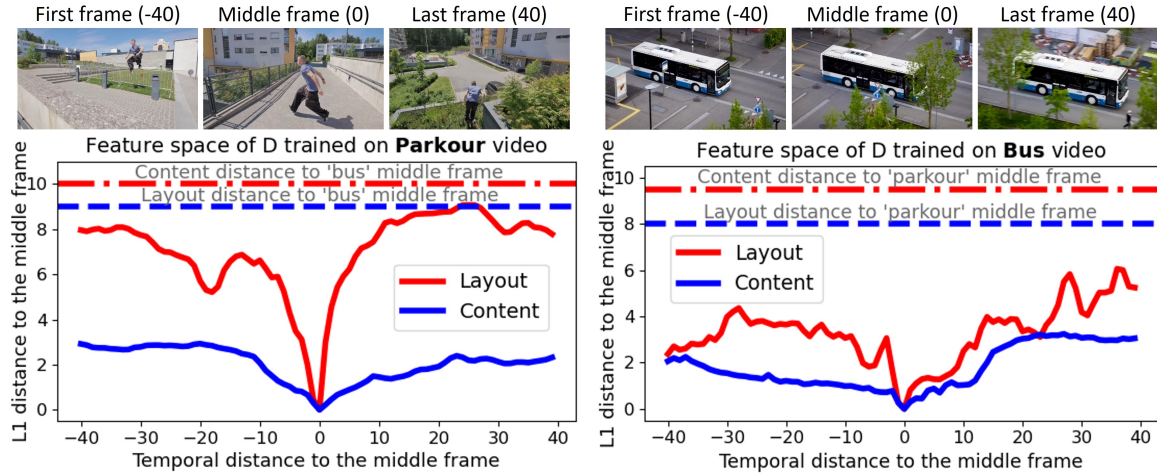 First frame (-40) Middle frame (0) Last frame (40)
Feature space of D trained on Parkour video
L1 distance to the middle frame
10
8
6
4
2
0
Content distance to 'bus' middle frame
Layout distance to 'bus' middle frame
Layout
Content
−40 −30 −20 −10 0 10 20 30 40
Temporal distance to the middle frame
First frame (-40) Middle frame (0) Last frame (40)
Feature space of D trained on Bus video
L1 distance to the middle frame
10
8
6
4
2
0
Content distance to 'parkour' middle frame
Layout distance to 'parkour' middle frame
Layout
Content
−40 −30 −20 −10 0 10 20 30 40
Temporal distance to the middle frame